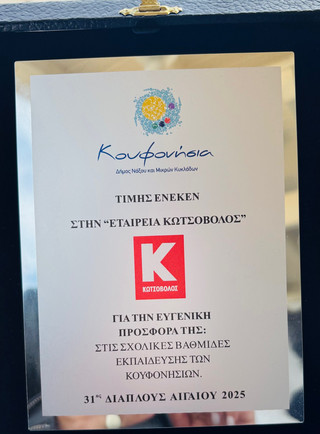 Κουφονήσια
Δήμος Νάξου και Μικρών Κυκλάδων
ΤΙΜΗΣ ΕΝΕΚΕΝ
ΣΤΗΝ “ΕΤΑΙΡΕΙΑ ΚΩΤΣΟΒΟΛΟΣ”
K
ΚΩΤΣΟΒΟΛΟΣ
ΓΙΑ ΤΗΝ ΕΥΓΕΝΙΚΗ
ΠΡΟΣΦΟΡΑ ΤΗΣ:
ΣΤΙΣ ΣΧΟΛΙΚΕΣ ΒΑΘΜΙΔΕΣ
ΕΚΠΑΙΔΕΥΣΗΣ ΤΩΝ
ΚΟΥΦΟΝΗΣΙΩΝ.
31ος ΔΙΑΠΛΟΥΣ ΑΙΓΑΙΟΥ 2025